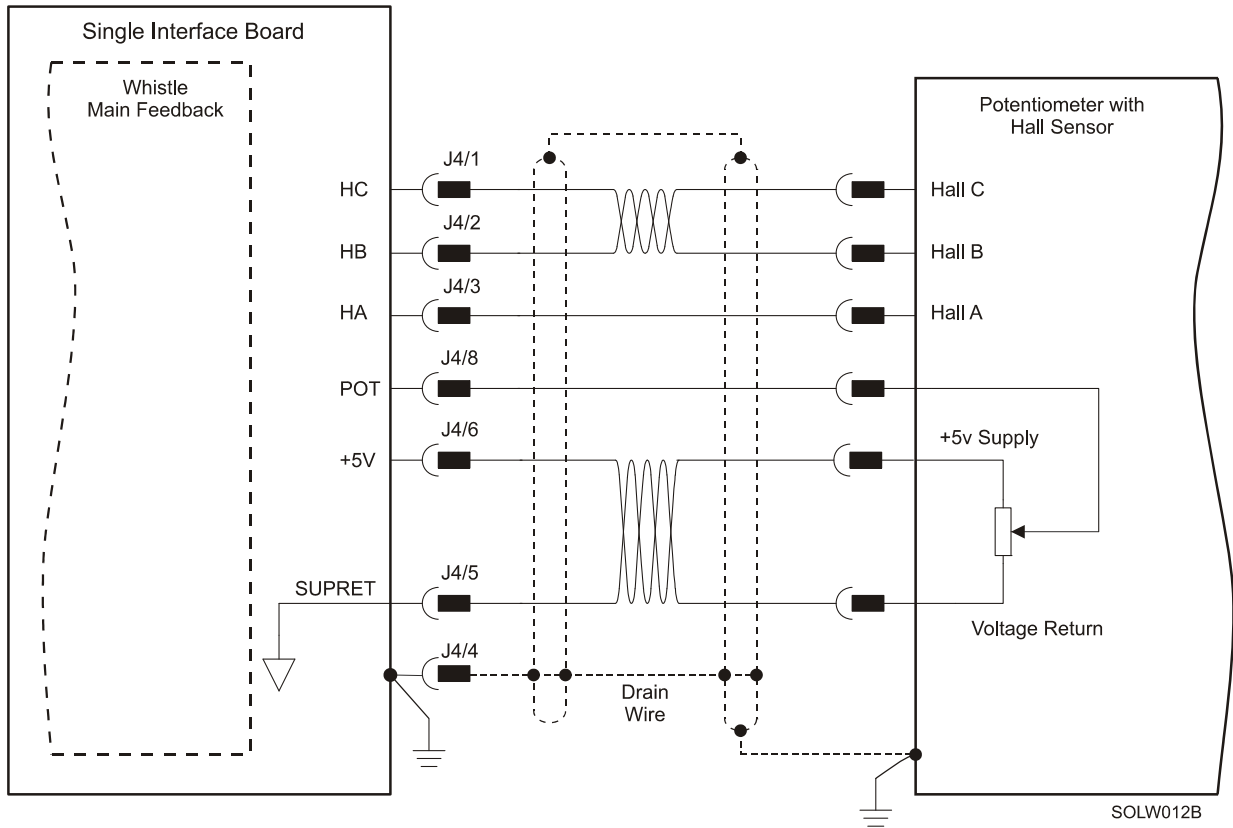 Single Interface Board
Whistle
Main Feedback
Potentiometer with
Hall Sensor
HC
J4/1
Hall C
HB
J4/2
Hall B
HA
J4/3
Hall A
POT
J4/8
+5V
J4/6
+5v Supply
SUPRET
J4/5
Voltage Return
J4/4
Drain
Wire
SOLW012B